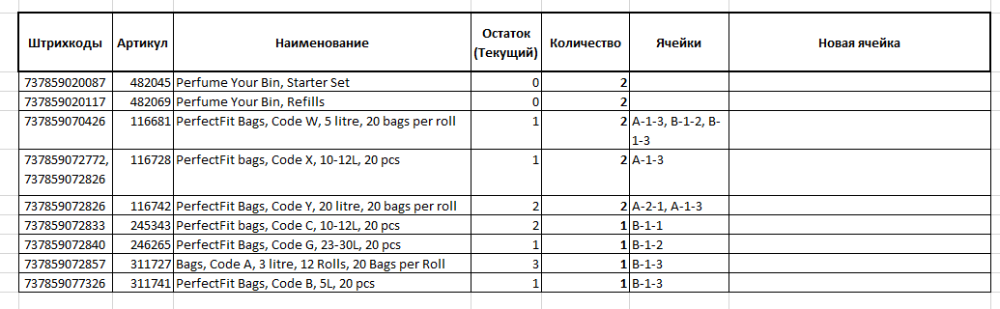 Штрихкоды Артикул Наименование Остаток (Текущий) Количество Ячейки Новая ячейка
737859020087 482045 Perfume Your Bin, Starter Set 0 2
737859020117 482069 Perfume Your Bin, Refills 0 2
737859070426 116681 PerfectFit Bags, Code W, 5 litre, 20 bags per roll 1 2 A-1-3, B-1-2, B-
1-3
737859072772, 116728 PerfectFit bags, Code X, 10-12L, 20 pcs 1 2 A-1-3
737859072826
737859072826 116742 PerfectFit Bags, Code Y, 20 litre, 20 bags per roll 2 2 A-2-1, A-1-3
737859072833 245343 PerfectFit bags, Code C, 10-12L, 20 pcs 2 1 B-1-1
737859072840 246265 PerfectFit Bags, Code G, 23-30L, 20 pcs 1 1 B-1-2
737859072857 311727 Bags, Code A, 3 litre, 12 Rolls, 20 Bags per Roll 3 1 B-1-3
737859077326 311741 PerfectFit Bags, Code B, 5L, 20 pcs 1 1 B-1-3